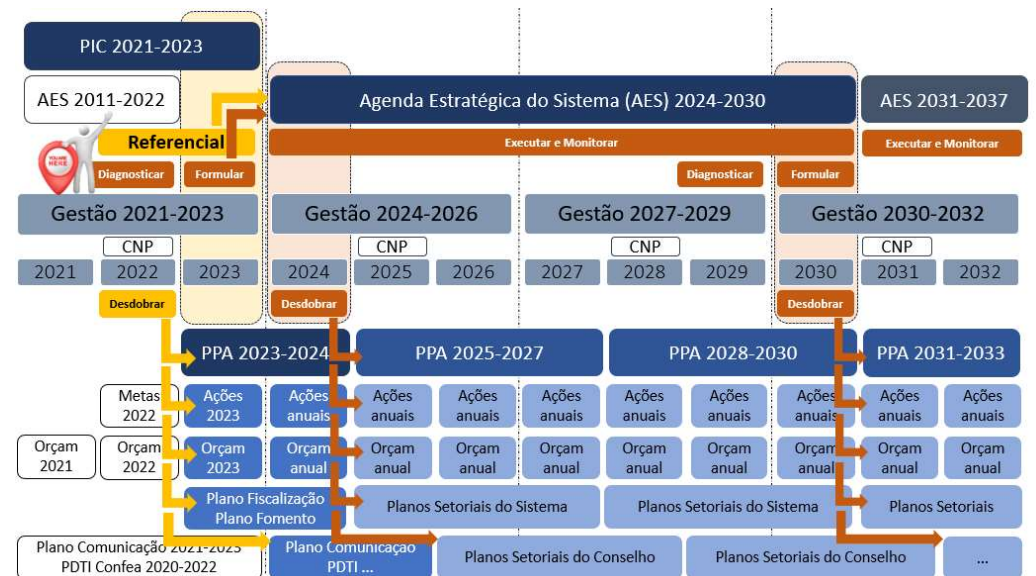 PIC 2021-2023
AES 2011-2022
Agenda Estratégica do Sistema (AES) 2024-2030
AES 2031-2037
Referencial
Executar e Monitorar
Executar e Monitorar
YOU ARE
HERE
Diagnosticar
Formular
Diagnosticar
Formular
Gestão 2021-2023
Gestão 2024-2026
Gestão 2027-2029
Gestão 2030-2032
CNP
CNP
CNP
CNP
2021
2022
2023
2024
2025
2026
2027
2028
2029
2030
2031
2032
Desdobrar
Desdobrar
Desdobrar
PPA 2023-2024
PPA 2025-2027
PPA 2028-2030
PPA 2031-2033
Metas
2022
Ações
2023
Ações
anuais
Ações
anuais
Ações
anuais
Ações
anuais
Ações
anuais
Ações
anuais
Ações
anuais
Ações
anuais
Ações
anuais
Orçam
2021
Orçam
2022
Orçam
2023
Orçam
anual
Orçam
anual
Orçam
anual
Orçam
anual
Orçam
anual
Orçam
anual
Orçam
anual
Orçam
anual
Orçam
anual
Plano Fiscalização
Plano Fomento
Planos Setoriais do Sistema
Planos Setoriais do Sistema
Planos Setoriais
Plano Comunicação 2021-2023
PDTI Confea 2020-2022
Plano Comunicação
PDTI ...
Planos Setoriais do Conselho
Planos Setoriais do Conselho
...